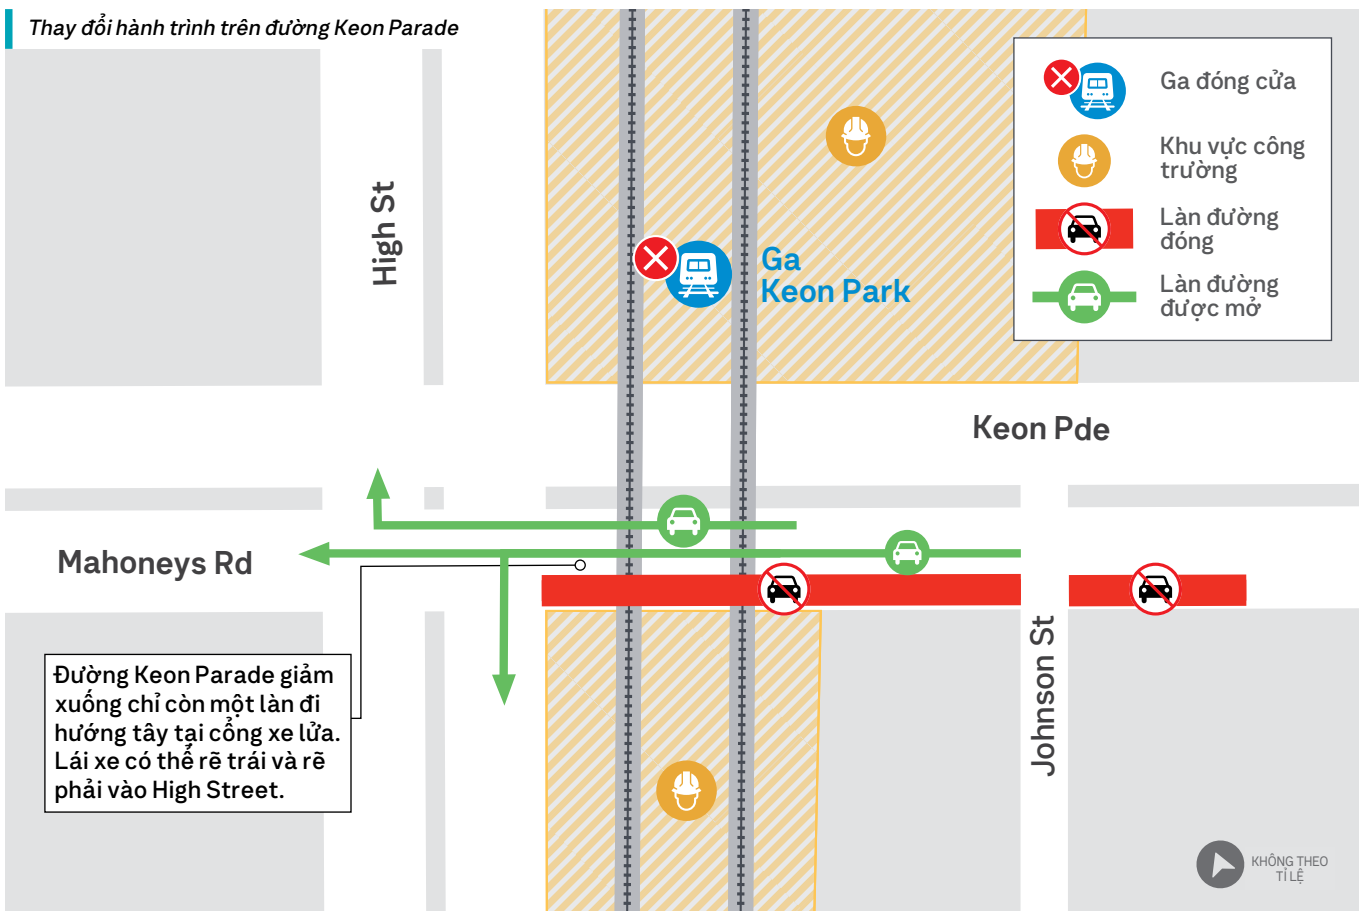 Thay đổi hành trình trên đường Keon Parade
Ga đóng cửa
Khu vực công
trường
Làn đường
đóng
Làn đường
được mở
High St
Ga
Keon Park
Keon Pde
Mahoneys Rd
Đường Keon Parade giảm
xuống chỉ còn một làn đi
hướng tây tại cổng xe lửa.
Lái xe có thể rẽ trái và rẽ
phải vào High Street.
Johnson St
KHÔNG THEO
TỈ LỆ